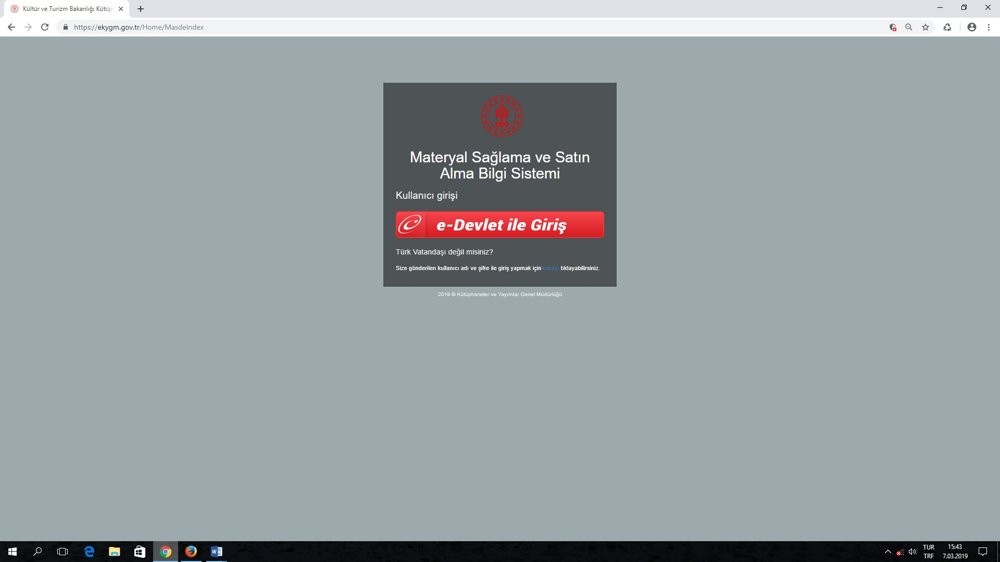 Kültür ve Turizm Bakanlığı Kütüp
https://ekygm.gov.tr/Home/MasdeIndex
Materyal Sağlama ve Satın
Alma Bilgi Sistemi
Kullanıcı girişi
e-Devlet ile Giriş
Türk Vatandaşı değil misiniz?
Size gönderilen kullanıcı adı ve şifre ile giriş yapmak için burayı tıklayabilirsiniz.
2019 © Kütüphaneler ve Yayımlar Genel Müdürlüğü
TUR
TRF
15:43
7.03.2019